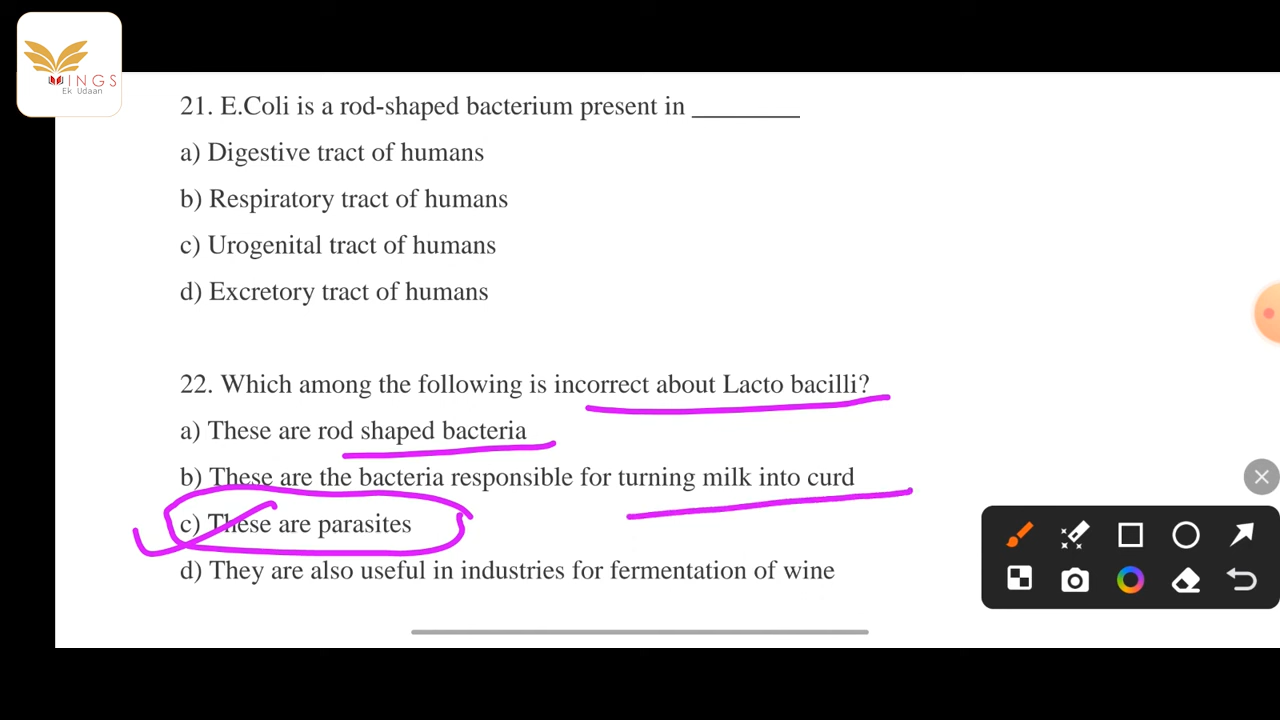 WINGS
Ek Udaan
21. E.Coli is a rod-shaped bacterium present in ________
a) Digestive tract of humans
b) Respiratory tract of humans
c) Urogenital tract of humans
d) Excretory tract of humans
22. Which among the following is incorrect about Lacto bacilli?
a) These are rod shaped bacteria
b) These are the bacteria responsible for turning milk into curd
c) These are parasites
d) They are also useful in industries for fermentation of wine